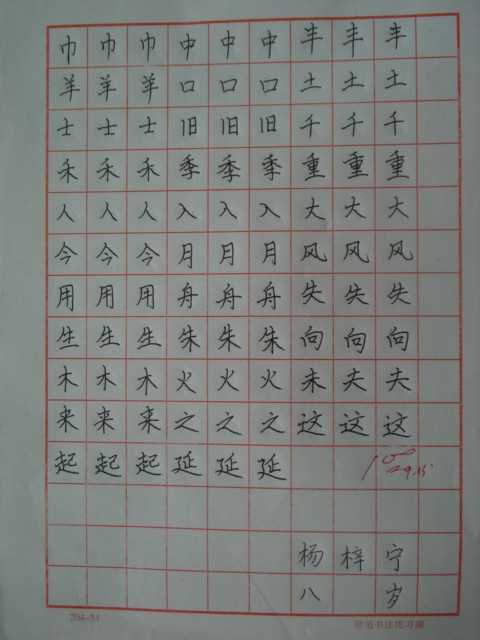 巾巾巾中中中丰丰丰
羊羊羊口口口土土土
士士士旧旧旧千千千
禾禾禾季季季重重重
人人人入入入大大大
今今今月月月风风风
用用用舟舟舟失失失
生生生朱朱朱向向向
木木木火火火未夫夫
来来来之之之这这这
起起起延延延 100
杨梓宁
八岁
204-54 硬笔书法练习簿